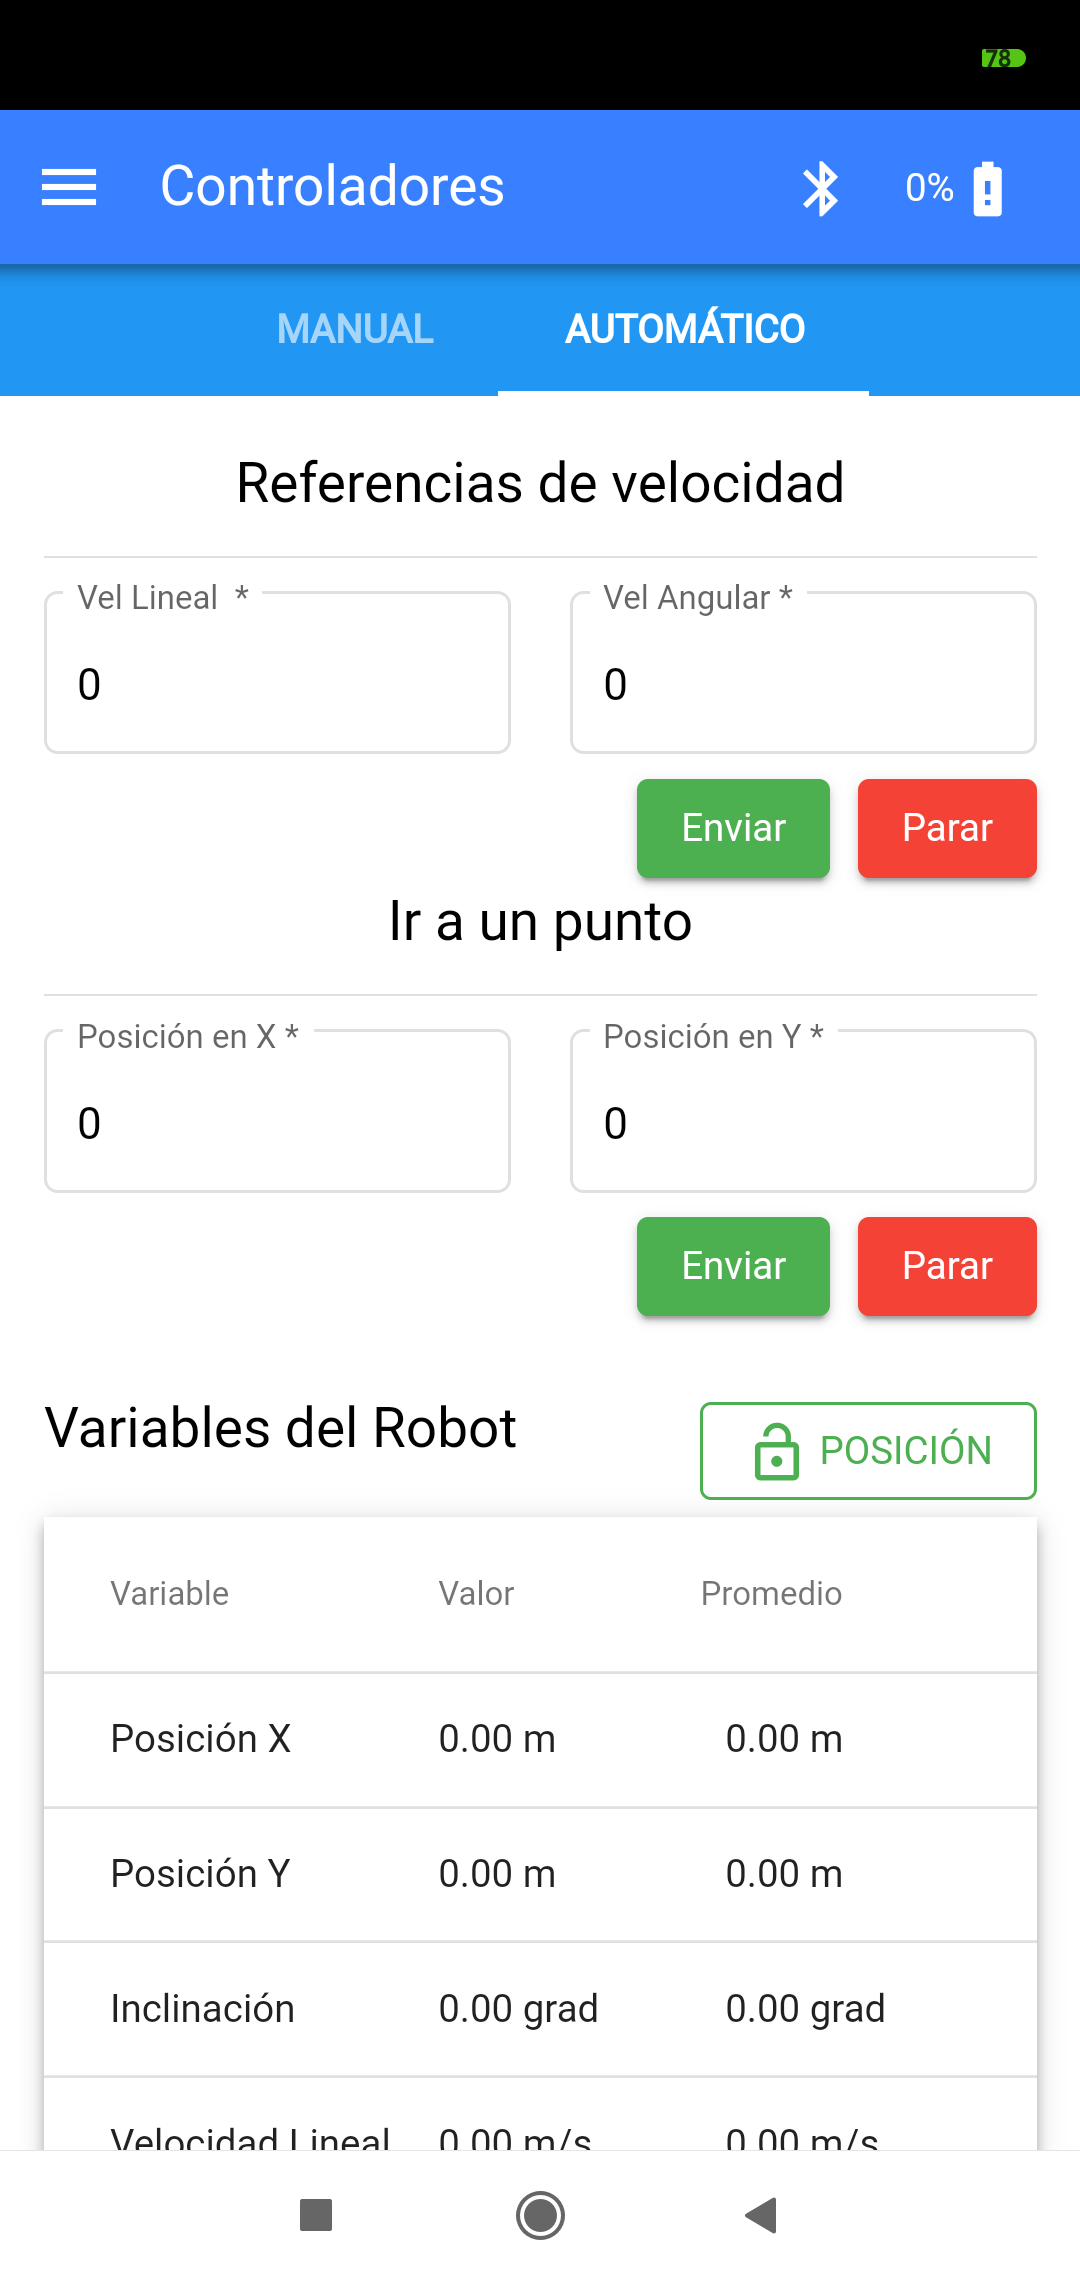 78
Controladores
0%
MANUAL AUTOMÁTICO
Referencias de velocidad
Vel Lineal * Vel Angular *
0 0
Enviar Parar
Ir a un punto
Posición en X * Posición en Y *
0 0
Enviar Parar
Variables del Robot POSICIÓN
Variable Valor Promedio
Posición X 0.00 m 0.00 m
Posición Y 0.00 m 0.00 m
Inclinación 0.00 grad 0.00 grad
Velocidad Lineal 0.00 m/s 0.00 m/s